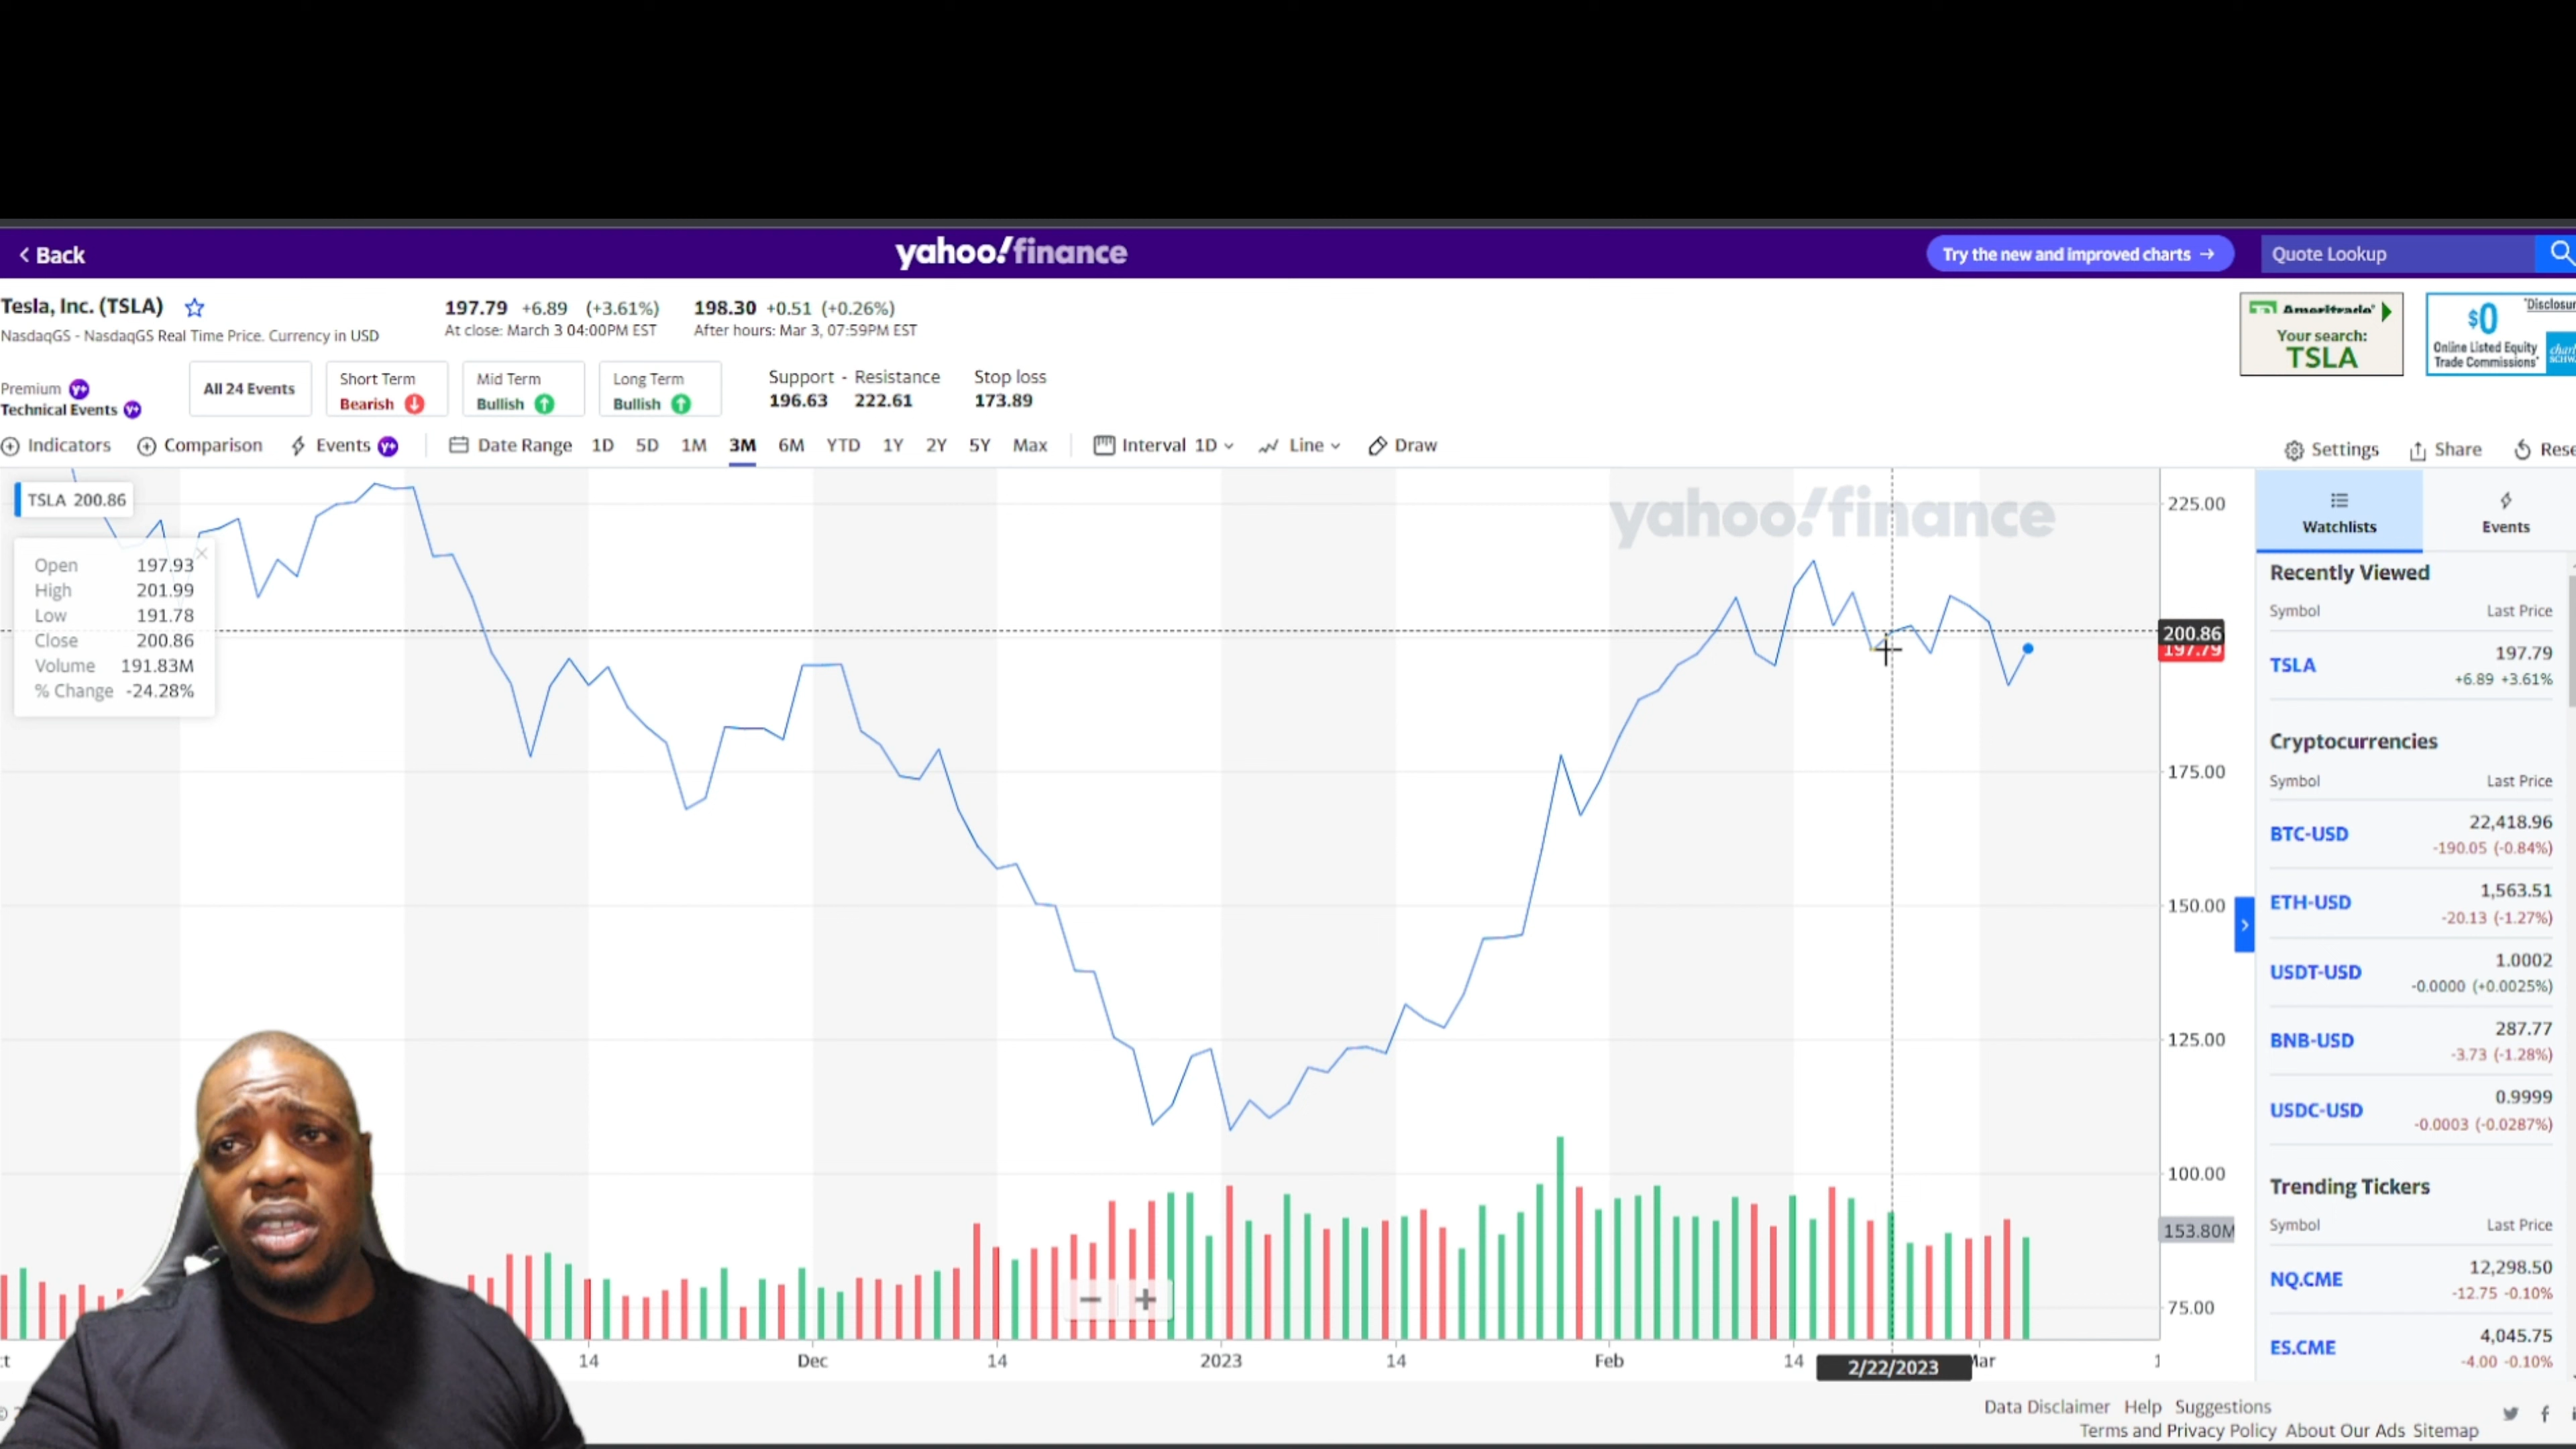 Back
yahoo!finance
Try the new and improved charts →
Quote Lookup
Tesla, Inc. (TSLA)
197.79 +6.89 (+3.61%)
198.30 +0.51 (+0.26%)
NasdaqGS - NasdaqGS Real Time Price. Currency in USD
At close: March 3 04:00PM EST
After hours: Mar 3, 07:59PM EST
Ameritrade
Your search:
TSLA
$0
Online Listed Equity
Trade Commissions*
Premium Y+
Technical Events Y+
All 24 Events
Short Term
Bearish
Mid Term
Bullish
Long Term
Bullish
Support - Resistance
196.63 222.61
Stop loss
173.89
Indicators
Comparison
Events Y+
Date Range 1D 5D 1M 3M 6M YTD 1Y 2Y 5Y Max
Interval 1D
Line
Draw
Settings
Share
TSLA 200.86
Open 197.93
High 201.99
Low 191.78
Close 200.86
Volume 191.83M
% Change -24.28%
yahoo!finance
225.00
200.86
197.79
175.00
150.00
125.00
100.00
153.80M
75.00
14
Dec
14
2023
14
Feb
14
2/22/2023
Watchlists
Events
Recently Viewed
Symbol Last Price
TSLA 197.79
+6.89 +3.61%
Cryptocurrencies
Symbol Last Price
BTC-USD 22,418.96
-190.05 (-0.84%)
ETH-USD 1,563.51
-20.13 (-1.27%)
USDT-USD 1.0002
-0.0000 (+0.0025%)
BNB-USD 287.77
-3.73 (-1.28%)
USDC-USD 0.9999
-0.0003 (-0.0287%)
Trending Tickers
Symbol Last Price
NQ.CME 12,298.50
-12.75 -0.10%
ES.CME 4,045.75
-4.00 -0.10%
Data Disclaimer Help Suggestions
Terms and Privacy Policy About Our Ads Sitemap